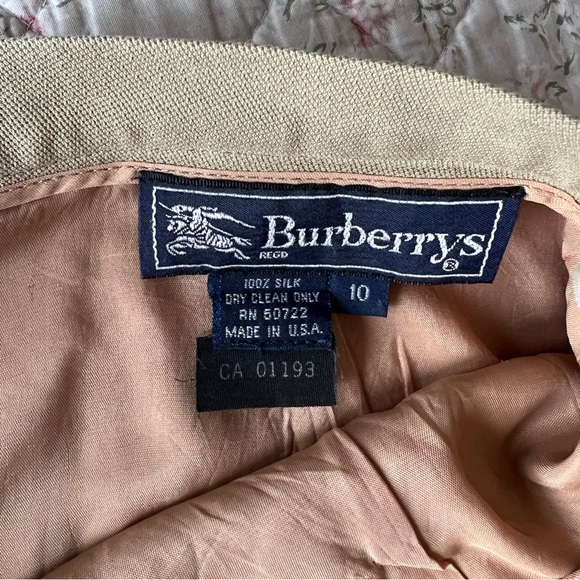 Burberrys
REGD
®
100% SILK
DRY CLEAN ONLY
RN 50722
MADE IN U.S.A.
10
CA 01193